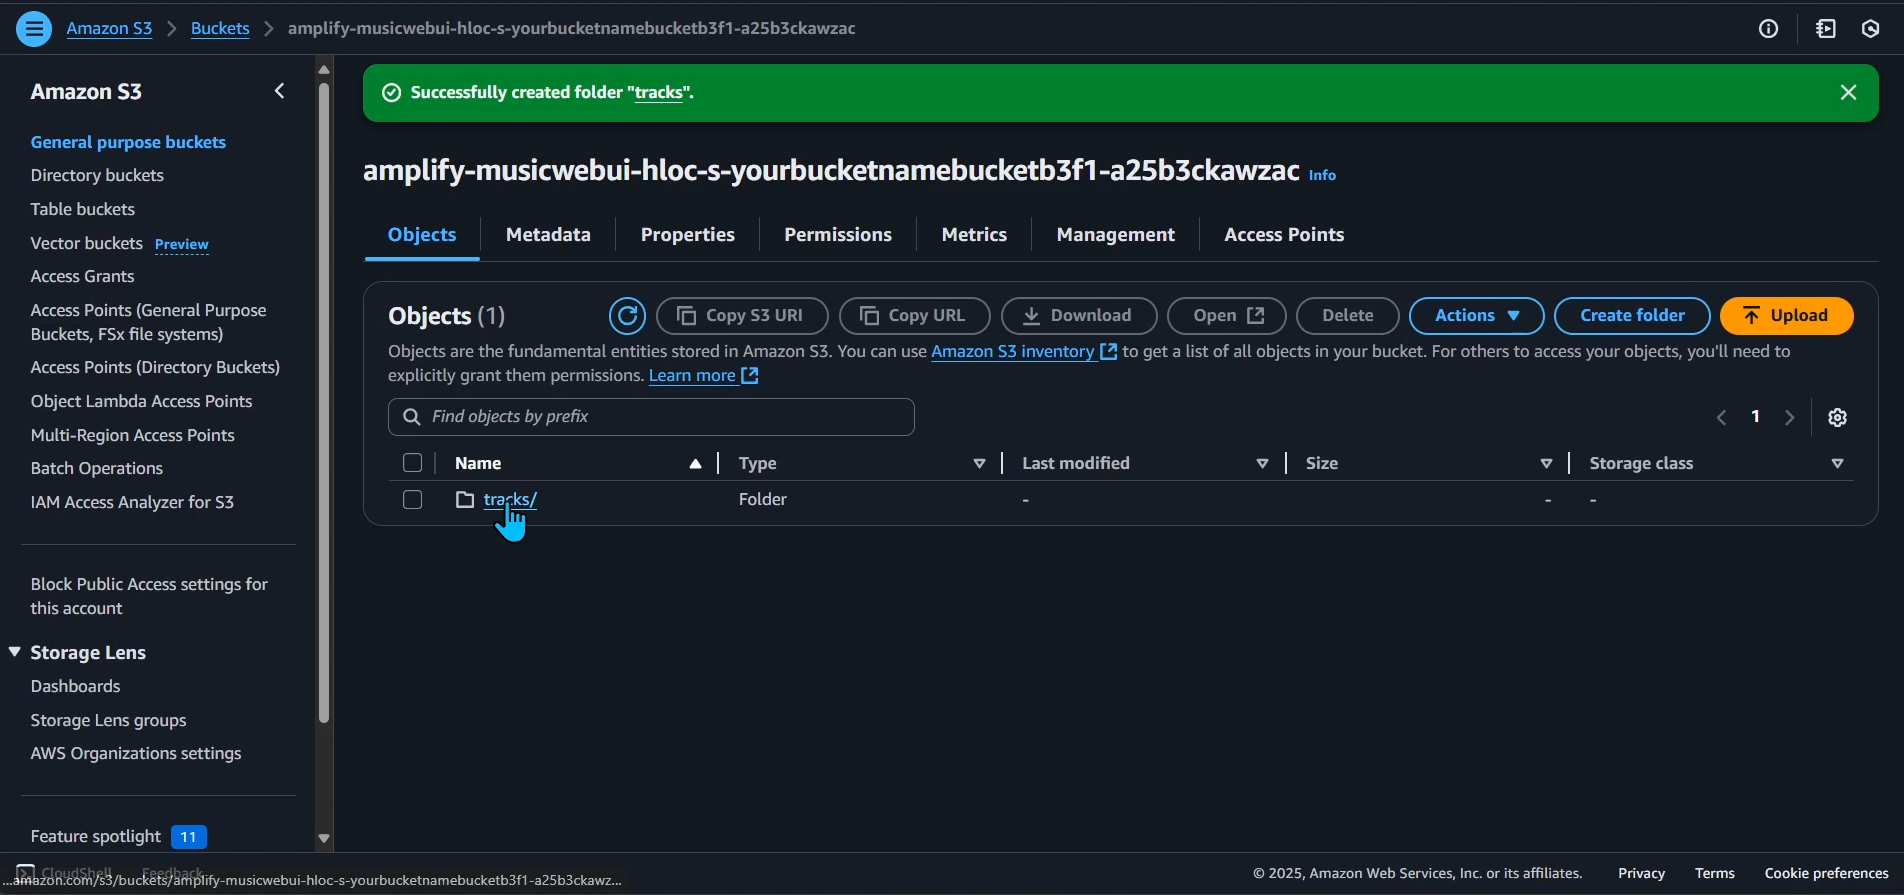 Amazon S3 > Buckets > amplify-musicwebui-hloc-s-yourbucketnamebucketb3f1-a25b3ckawzac
Amazon S3
General purpose buckets
Directory buckets
Table buckets
Vector buckets Preview
Access Grants
Access Points (General Purpose
Buckets, FSx file systems)
Access Points (Directory Buckets)
Object Lambda Access Points
Multi-Region Access Points
Batch Operations
IAM Access Analyzer for S3
Block Public Access settings for
this account
Storage Lens
Dashboards
Storage Lens groups
AWS Organizations settings
Feature spotlight 11
Successfully created folder "tracks".
amplify-musicwebui-hloc-s-yourbucketnamebucketb3f1-a25b3ckawzac Info
Objects Metadata Properties Permissions Metrics Management Access Points
Objects (1) Copy S3 URI Copy URL Download Open Delete Actions Create folder Upload
Objects are the fundamental entities stored in Amazon S3. You can use Amazon S3 inventory to get a list of all objects in your bucket. For others to access your objects, you'll need to
explicitly grant them permissions. Learn more
Find objects by prefix 1
Name Type Last modified Size Storage class
tracks/ Folder - - -
CloudShell Feedback © 2025, Amazon Web Services, Inc. or its affiliates. Privacy Terms Cookie preferences
...amazon.com/s3/buckets/amplify-musicwebui-hloc-s-yourbucketnamebucketb3f1-a25b3ckawz...